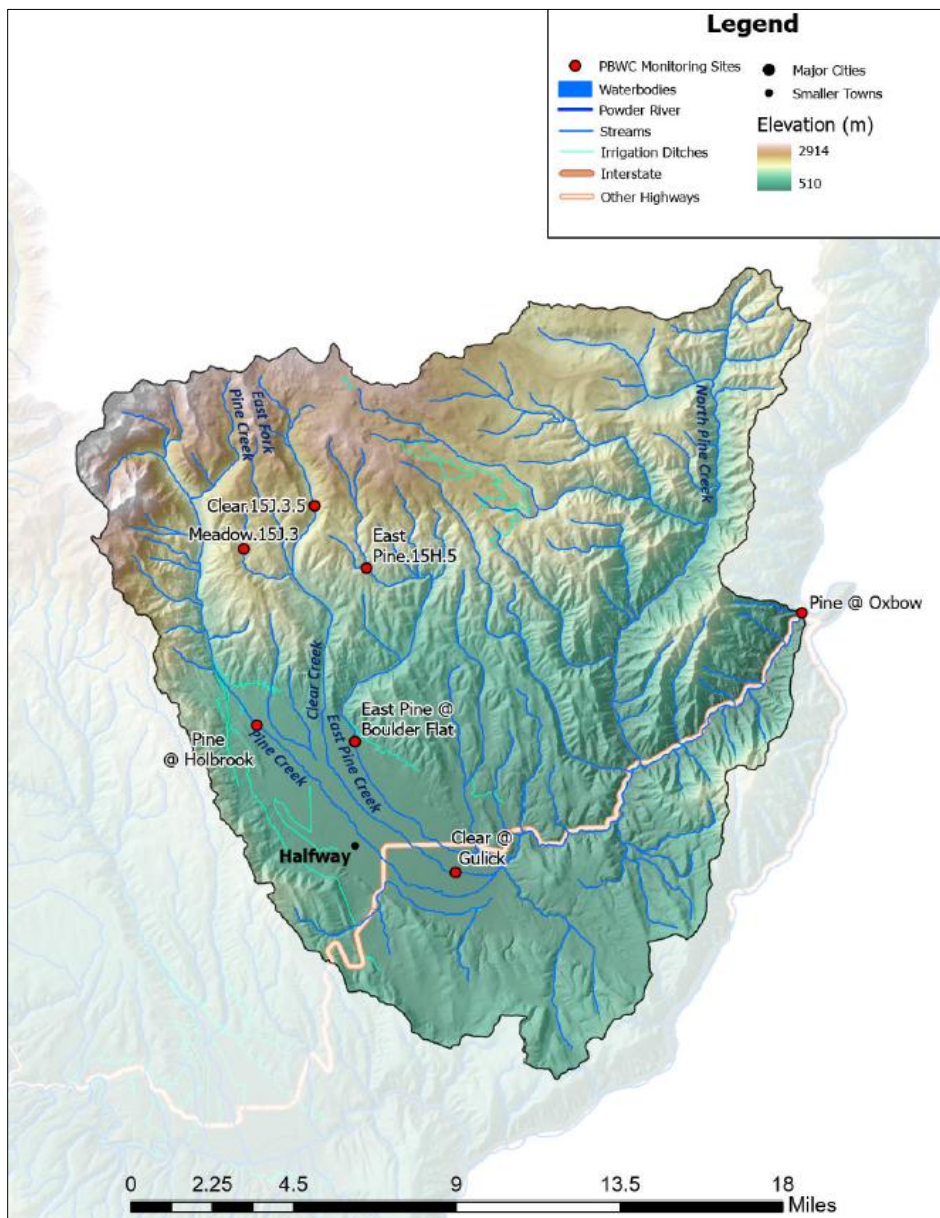 Legend
PBWC Monitoring Sites
Waterbodies
Powder River
Streams
Irrigation Ditches
Interstate
Other Highways
Major Cities
Smaller Towns
Elevation (m)
2914
510
North Pine Creek
East Fork
Pine Creek
Clear.15J.3.5
Meadow.15J.3
East
Pine.15H.5
Pine @ Oxbow
Clear Creek
East Pine @
Boulder Flat
Pine
@ Holbrook
Pine Creek
East Pine Creek
Clear @
Gulick
Halfway
0 2.25 4.5 9 13.5 18
Miles